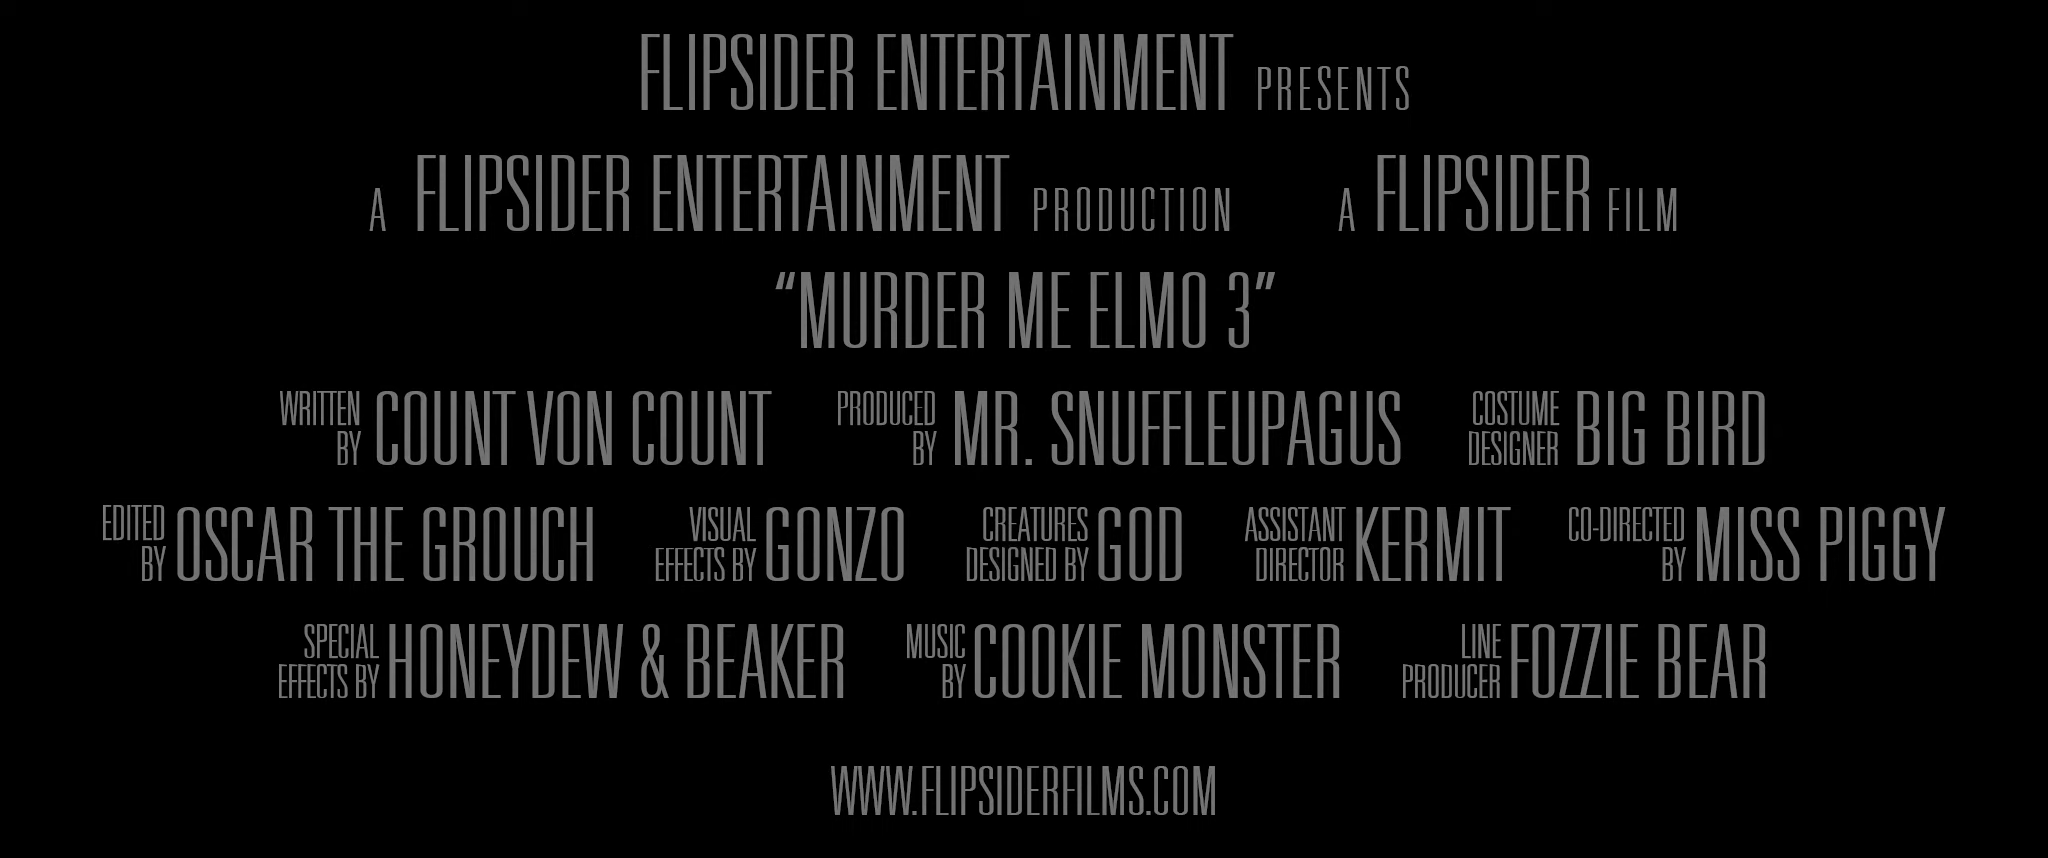 FLIPSIDER ENTERTAINMENT PRESENTS
A FLIPSIDER ENTERTAINMENT PRODUCTION A FLIPSIDER FILM
“MURDER ME ELMO 3”
WRITTEN BY COUNT VON COUNT PRODUCED BY MR. SNUFFLEUPAGUS COSTUME DESIGNER BIG BIRD
EDITED BY OSCAR THE GROUCH VISUAL EFFECTS BY GONZO CREATURES DESIGNED BY GOD ASSISTANT DIRECTOR KERMIT CO-DIRECTED BY MISS PIGGY
SPECIAL EFFECTS BY HONEYDEW & BEAKER MUSIC BY COOKIE MONSTER LINE PRODUCER FOZZIE BEAR
WWW.FLIPSIDERFILMS.COM